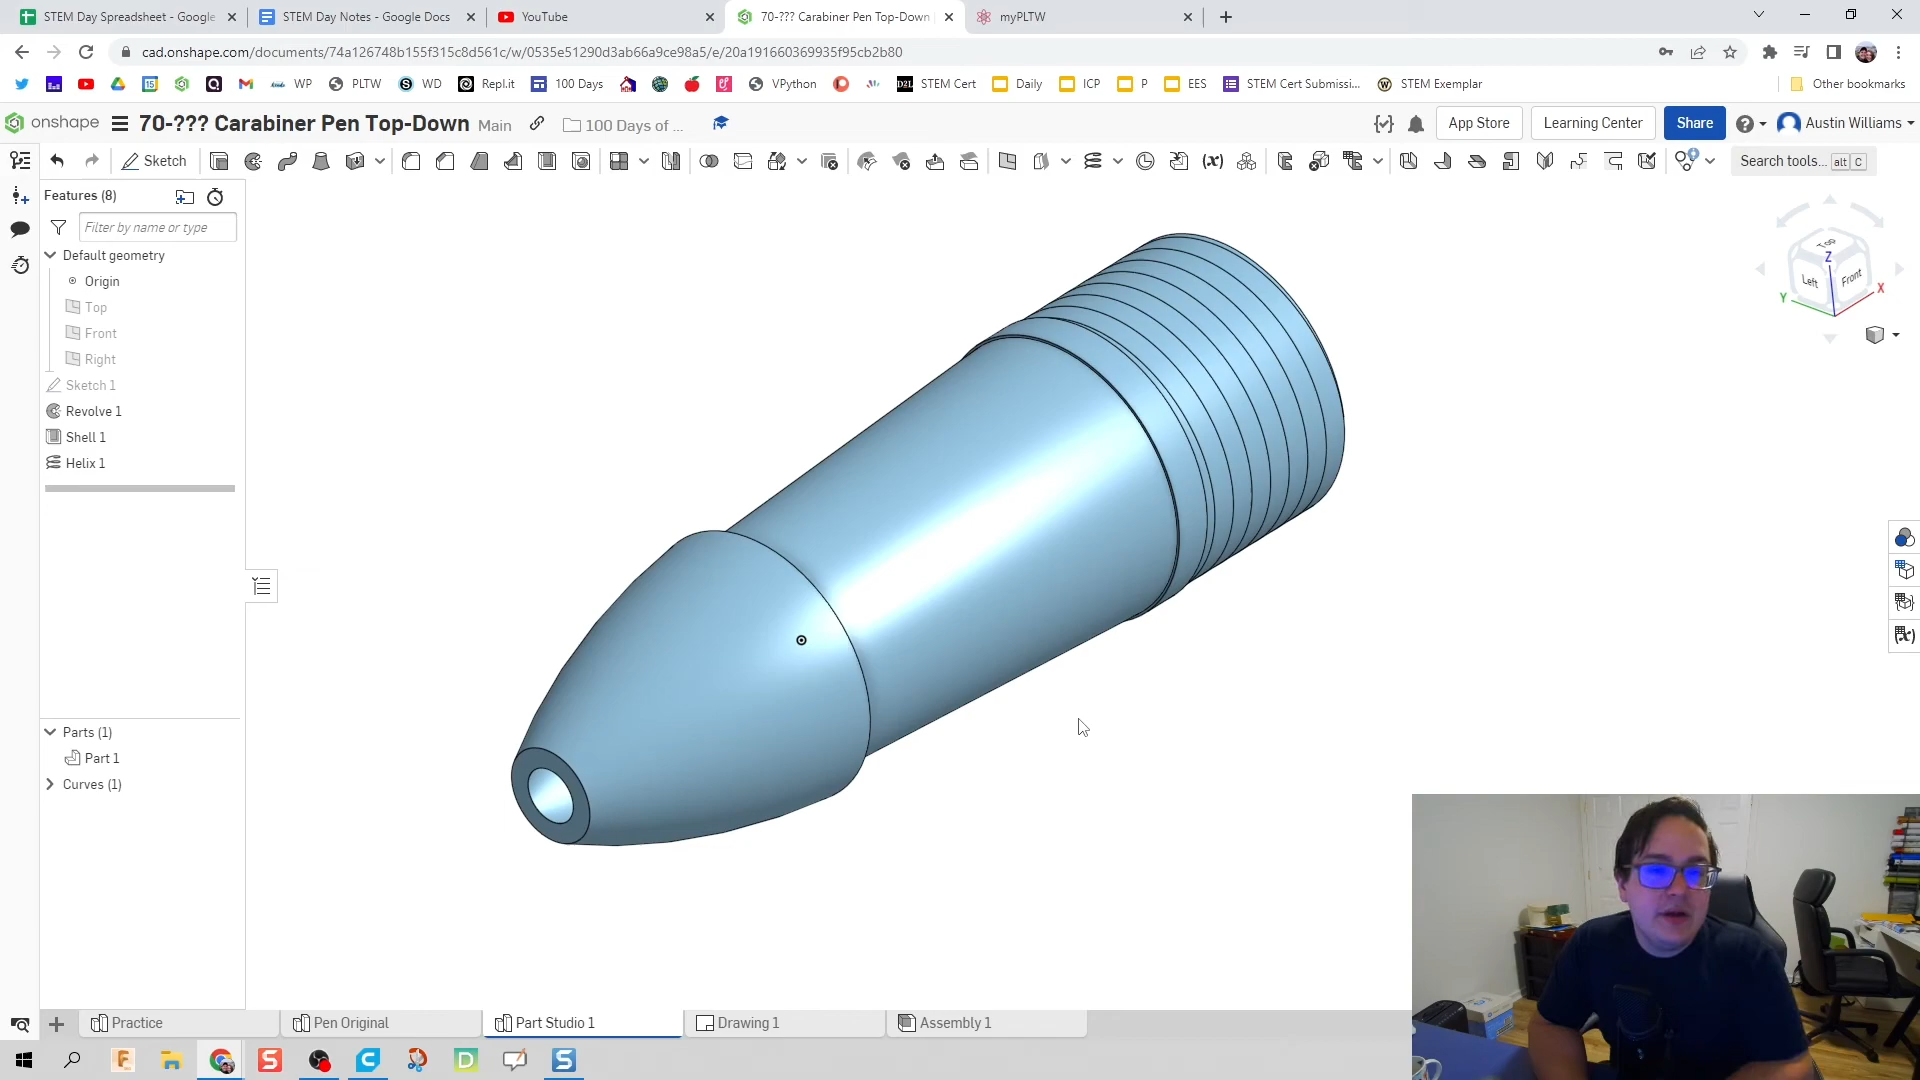 STEM Day Spreadsheet - Google
STEM Day Notes - Google Docs
YouTube
70-??? Carabiner Pen Top-Down
myPLTW
cad.onshape.com/documents/74a126748b155f315c8d561c/w/0535e51290d3ab66a9ce98a5/e/20a191660369935f95cb2b80
WP
PLTW
WD
Repl.it
100 Days
VPython
D2L
STEM Cert
Daily
ICP
P
EES
STEM Cert Submissi...
STEM Exemplar
Other bookmarks
onshape
70-??? Carabiner Pen Top-Down
Main
100 Days of ...
App Store
Learning Center
Share
Austin Williams
Sketch
(x)
Search tools...
alt C
Features (8)
Filter by name or type
Default geometry
Origin
Top
Front
Right
Sketch 1
Revolve 1
Shell 1
Helix 1
Top
Left
Front
Z
Y
X
Parts (1)
Part 1
Curves (1)
Practice
Pen Original
Part Studio 1
Drawing 1
Assembly 1